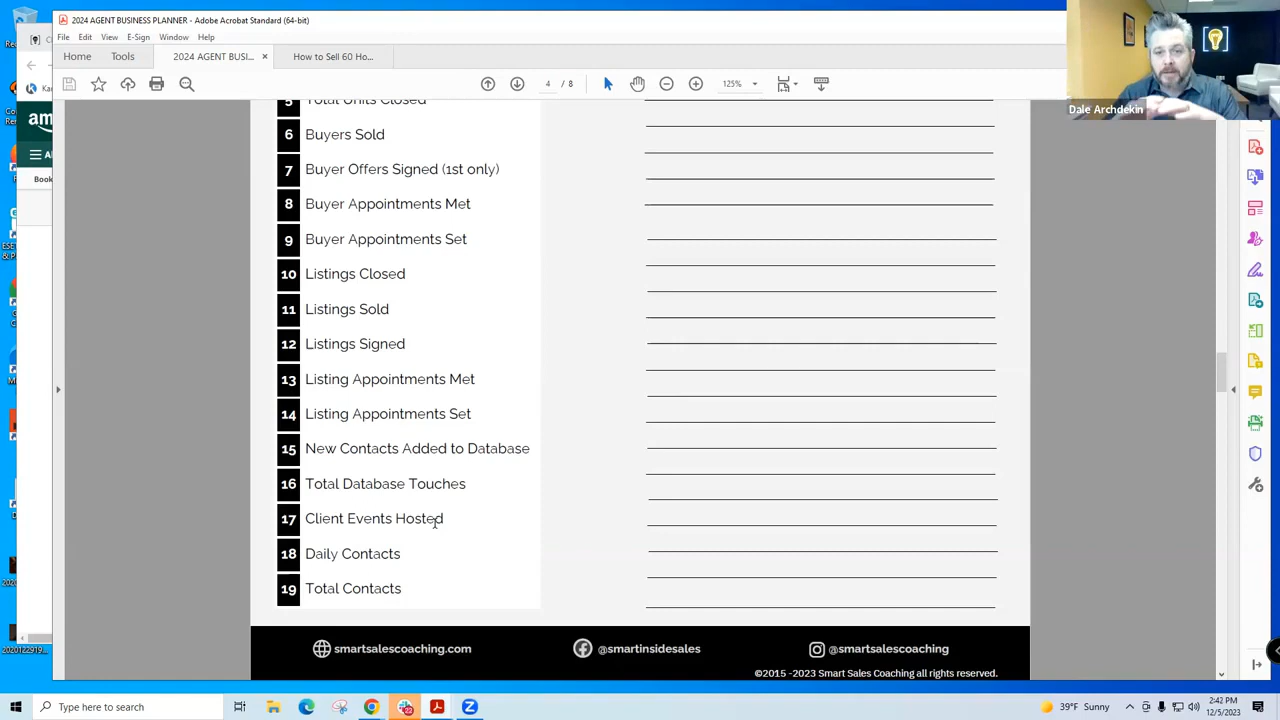 2024 AGENT BUSINESS PLANNER - Adobe Acrobat Standard (64-bit)
File Edit View E-Sign Window Help
Home Tools 2024 AGENT BUSI... × How to Sell 60 Ho...
4 / 8 125%
Dale Archdekin
5 Total Units Closed
6 Buyers Sold
7 Buyer Offers Signed (1st only)
8 Buyer Appointments Met
9 Buyer Appointments Set
10 Listings Closed
11 Listings Sold
12 Listings Signed
13 Listing Appointments Met
14 Listing Appointments Set
15 New Contacts Added to Database
16 Total Database Touches
17 Client Events Hosted
18 Daily Contacts
19 Total Contacts
smartsalescoaching.com @smartinsidesales @smartsalescoaching
©2015 -2023 Smart Sales Coaching all rights reserved.
Book
2020122919...
Type here to search
39°F Sunny
2:42 PM
12/5/2023